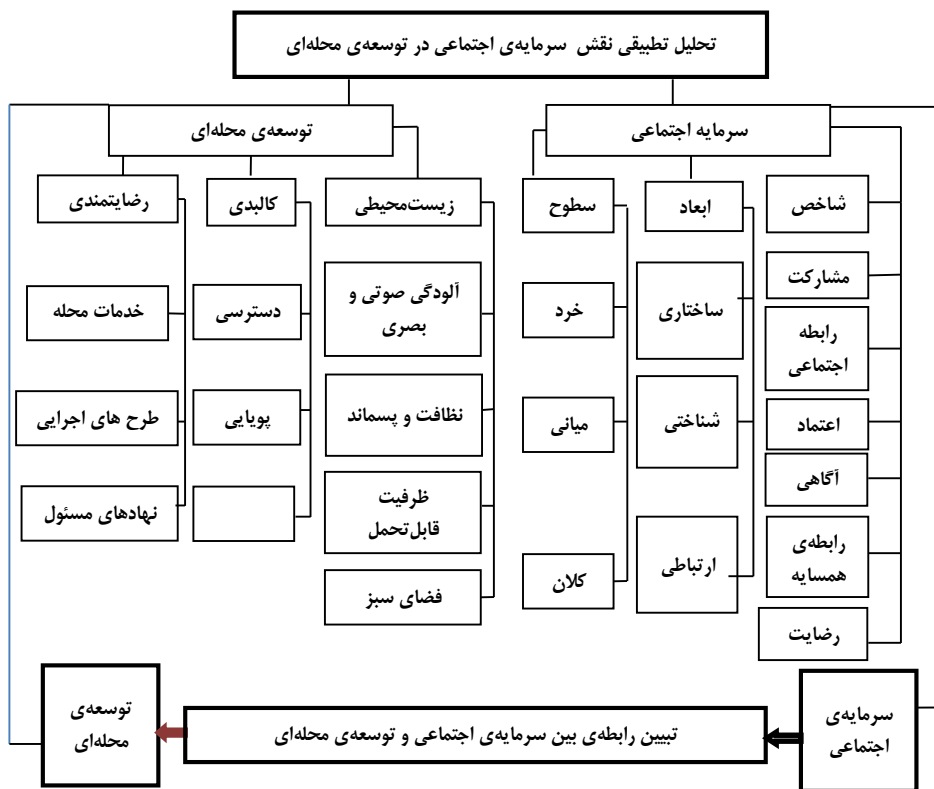 تحلیل تطبیقی نقش سرمایه‌ی اجتماعی در توسعه‌ی محله‌ای
سرمایه اجتماعی
شاخص
مشارکت
رابطه
اجتماعی
اعتماد
آگاهی
رابطه‌ی
همسایه
رضایت
ابعاد
ساختاری
شناختی
ارتباطی
سطوح
خرد
میانی
کلان
توسعه‌ی محله‌ای
زیست‌محیطی
آلودگی صوتی و
بصری
نظافت و پسماند
ظرفیت
قابل‌تحمل
فضای سبز
کالبدی
دسترسی
پویایی
رضایتمندی
خدمات محله
طرح های اجرایی
نهادهای مسئول
سرمایه‌ی
اجتماعی
تبیین رابطه‌ی بین سرمایه‌ی اجتماعی و توسعه‌ی محله‌ای
توسعه‌ی
محله‌ای